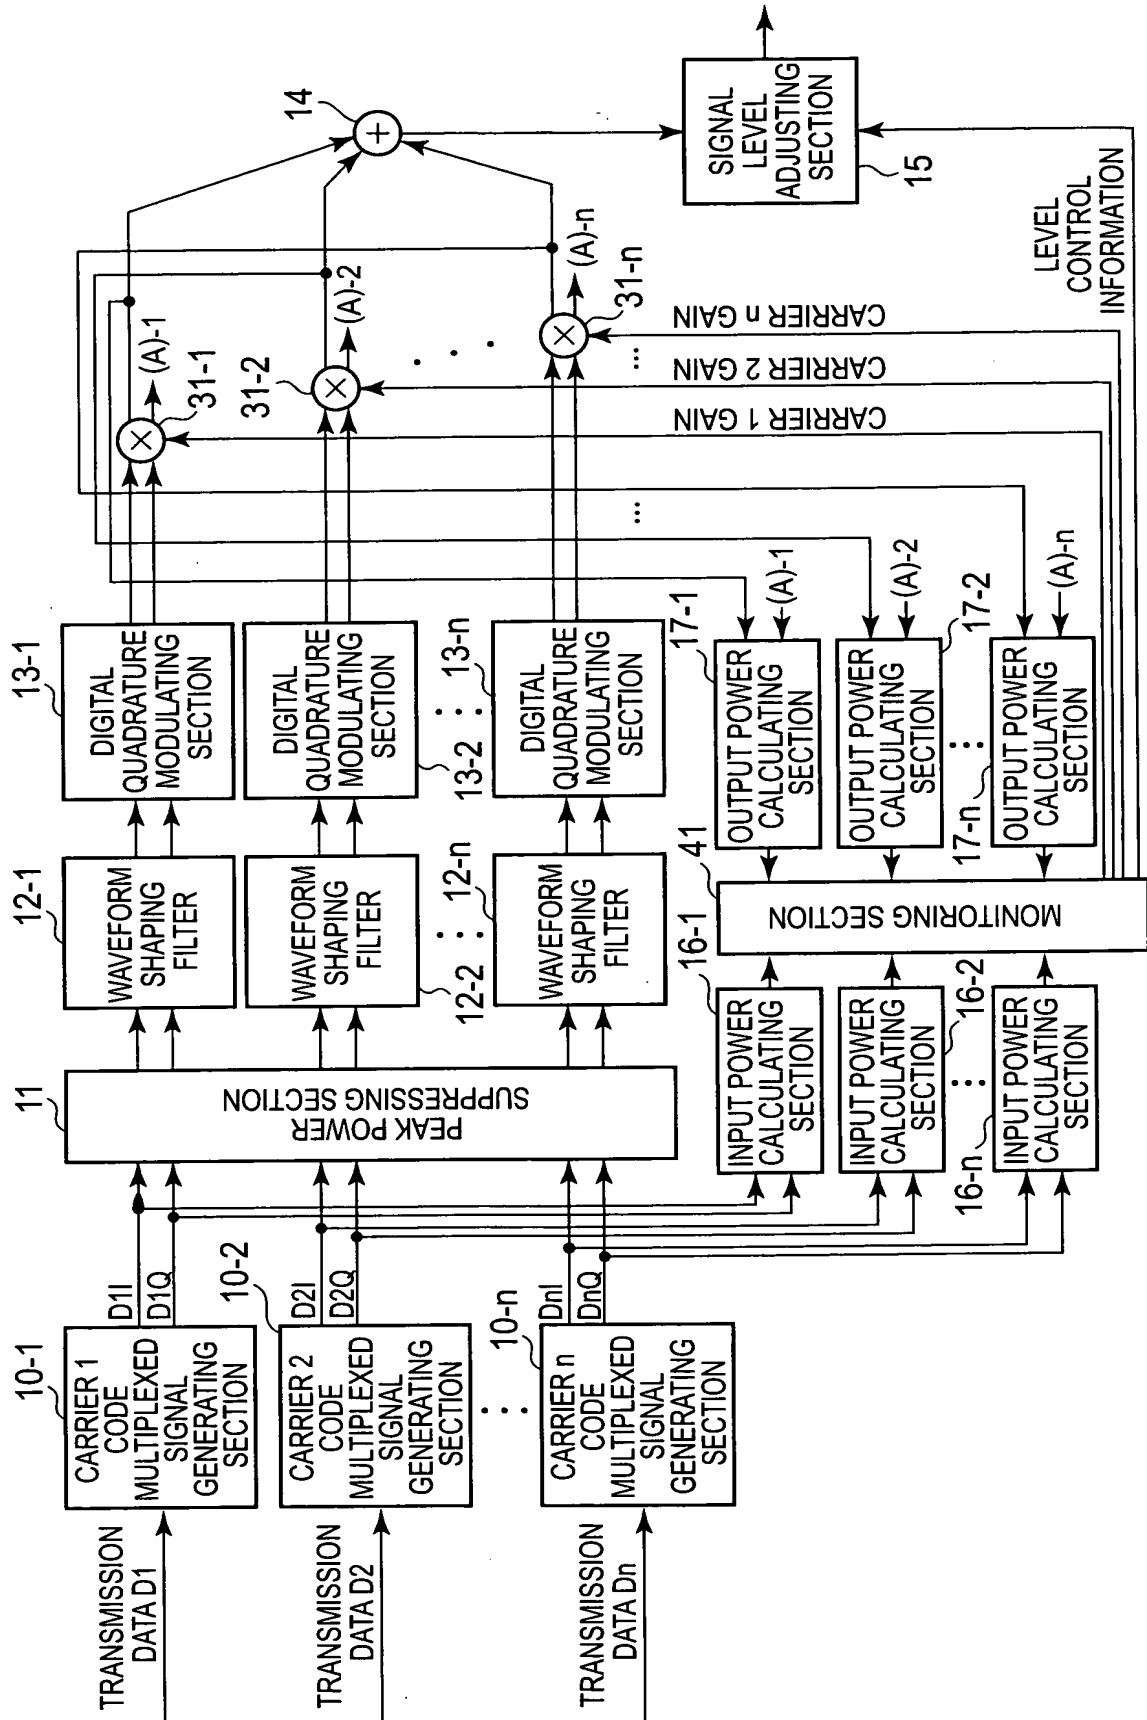 TRANSMISSION
DATA D1
10-1
CARRIER 1
CODE
MULTIPLEXED
SIGNAL
GENERATING
SECTION
D1I
D1Q
TRANSMISSION
DATA D2
10-2
CARRIER 2
CODE
MULTIPLEXED
SIGNAL
GENERATING
SECTION
D2I
D2Q
TRANSMISSION
DATA Dn
10-n
CARRIER n
CODE
MULTIPLEXED
SIGNAL
GENERATING
SECTION
DnI
DnQ
11
PEAK POWER
SUPPRESSING SECTION
12-1
WAVEFORM
SHAPING
FILTER
WAVEFORM
SHAPING
FILTER
12-2
12-n
WAVEFORM
SHAPING
FILTER
13-1
DIGITAL
QUADRATURE
MODULATING
SECTION
DIGITAL
QUADRATURE
MODULATING
SECTION
13-2
13-n
DIGITAL
QUADRATURE
MODULATING
SECTION
×
31-1
(A)-1
×
31-2
(A)-2
×
31-n
(A)-n
14
+
SIGNAL
LEVEL
ADJUSTING
SECTION
15
LEVEL
CONTROL
INFORMATION
CARRIER 1 GAIN
CARRIER 2 GAIN
CARRIER n GAIN
16-1
INPUT POWER
CALCULATING
SECTION
INPUT POWER
CALCULATING
SECTION
16-2
16-n
INPUT POWER
CALCULATING
SECTION
41
MONITORING SECTION
17-1
OUTPUT POWER
CALCULATING
SECTION
(A)-1
OUTPUT POWER
CALCULATING
SECTION
(A)-2
17-2
17-n
OUTPUT POWER
CALCULATING
SECTION
(A)-n